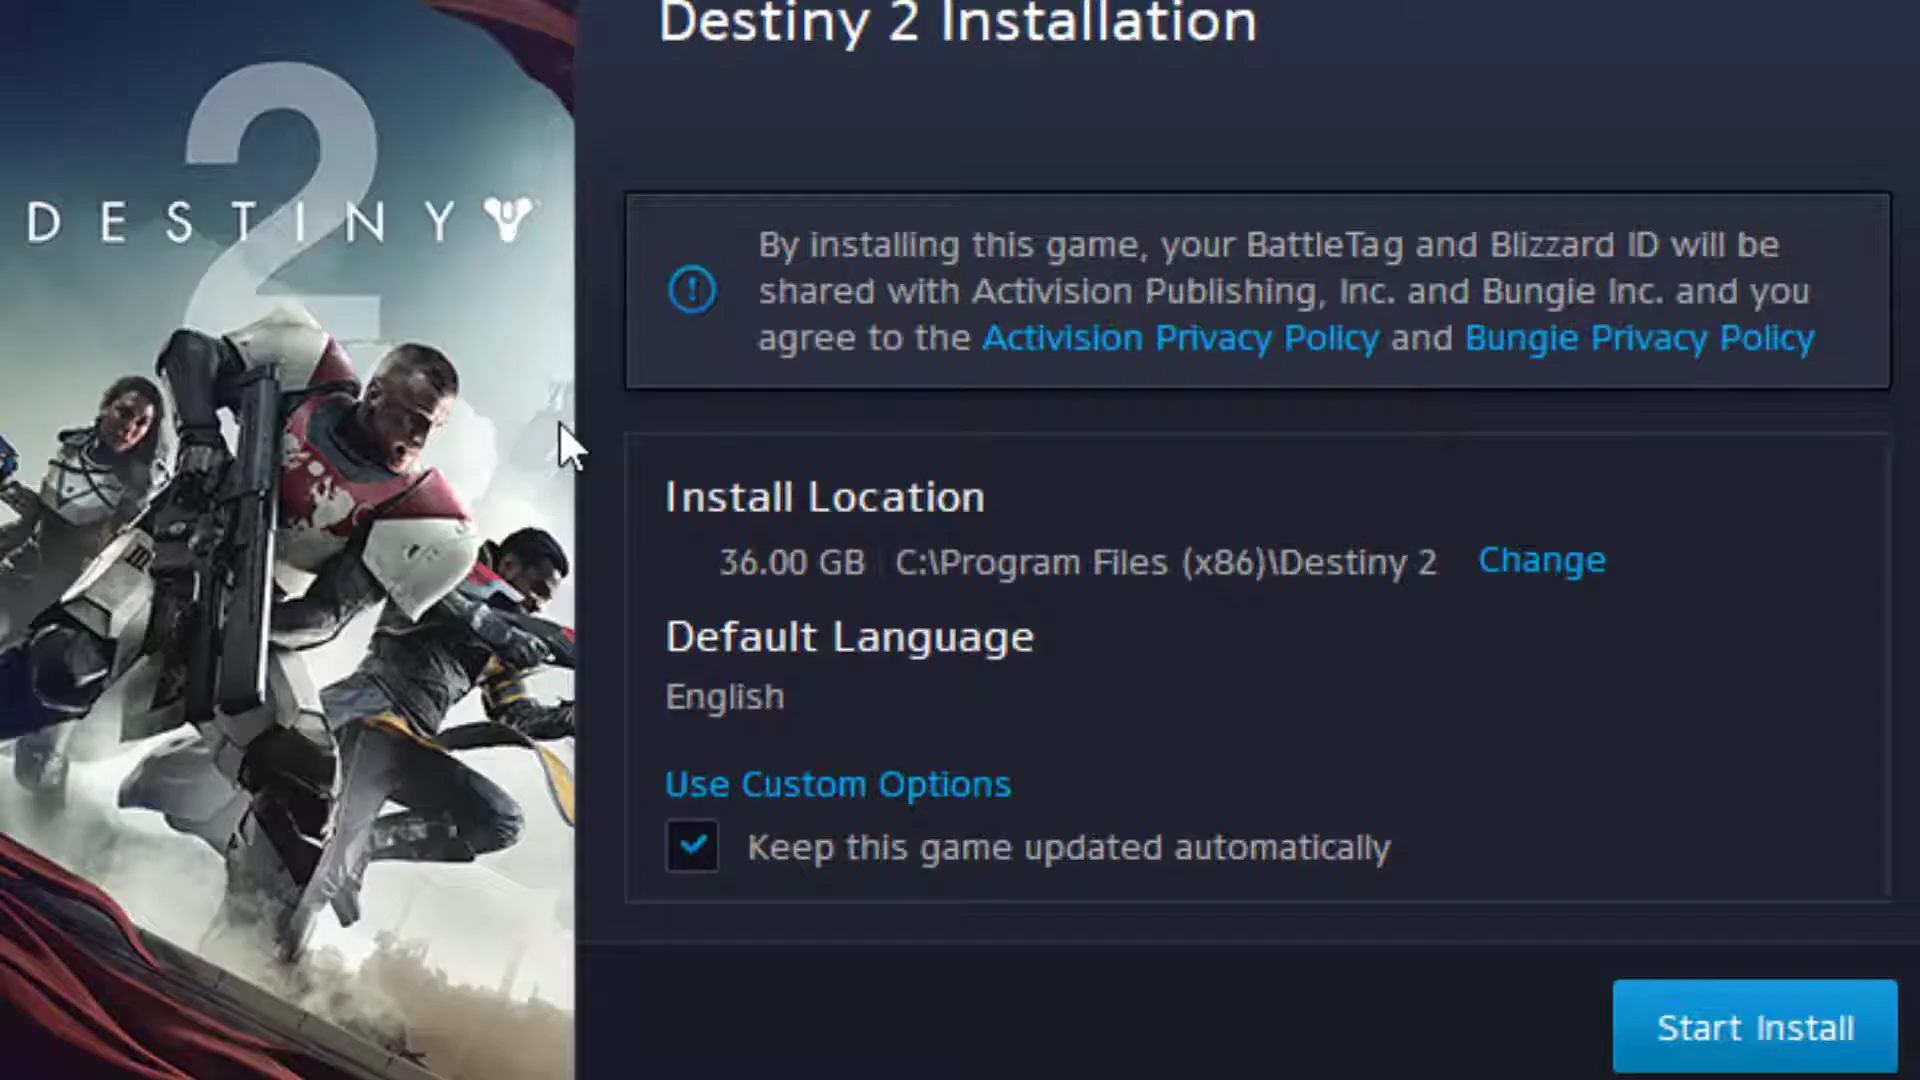 Destiny 2 Installation
2
DESTINY
By installing this game, your BattleTag and Blizzard ID will be
shared with Activision Publishing, Inc. and Bungie Inc. and you
agree to the Activision Privacy Policy and Bungie Privacy Policy
Install Location
36.00 GB C:\Program Files (x86)\Destiny 2 Change
Default Language
English
Use Custom Options
Keep this game updated automatically
Start Install